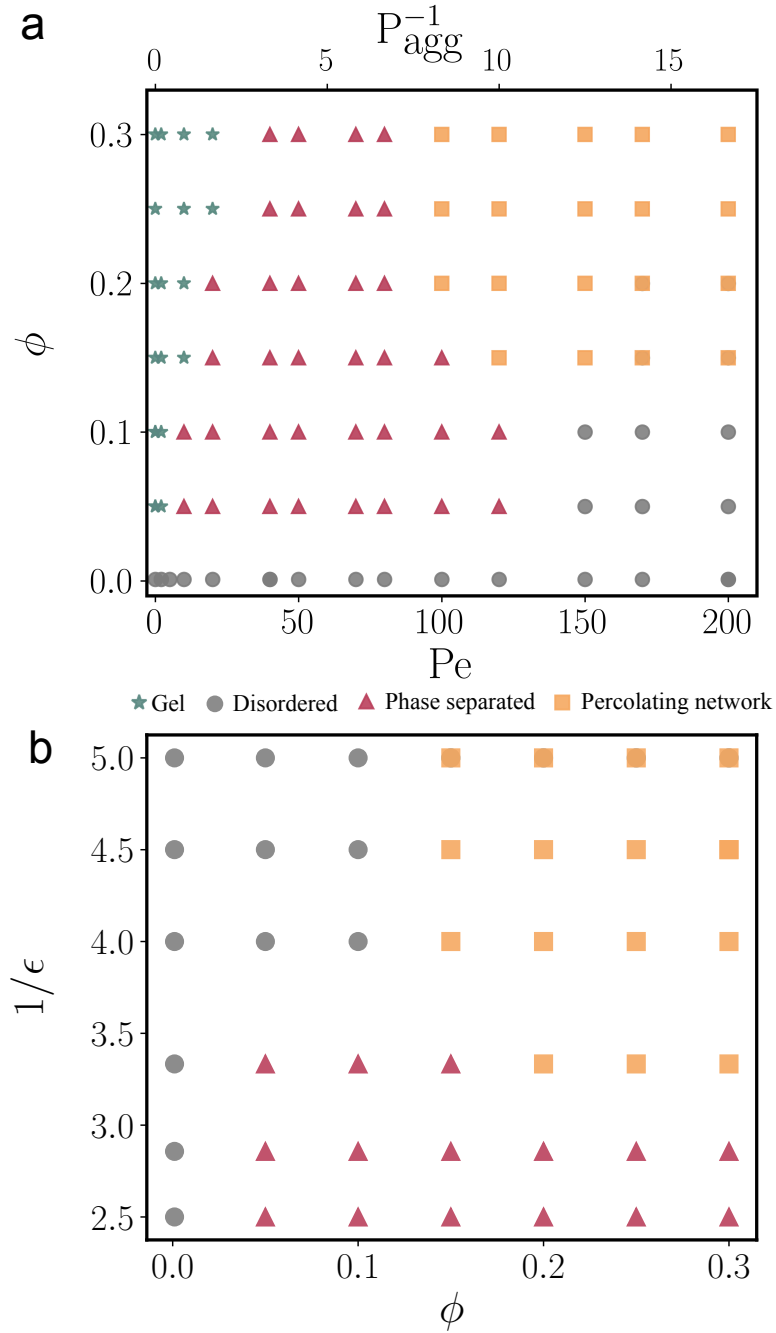 a
P⁻¹agg
0 5 10 15
0.3
0.2
ϕ
0.1
0.0
0 50 100 150 200
Pe
Gel Disordered Phase separated Percolating network
b
5.0
4.5
4.0
1/ϵ
3.5
3.0
2.5
0.0 0.1 0.2 0.3
ϕ